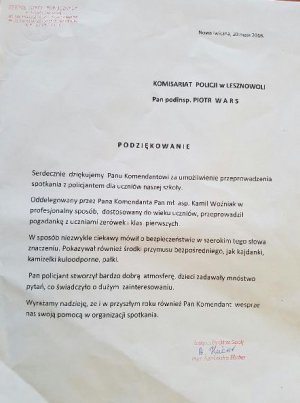 Nowa Iwiczna, 20 maja 2016.
KOMISARIAT POLICJI w LESZNOWOLI
Pan podinsp. PIOTR WARS
PODZIĘKOWANIE
Serdecznie dziękujemy Panu Komendantowi za umożliwienie przeprowadzenia
spotkania z policjantem dla uczniów naszej szkoły.
Oddelegowany przez Pana Komendanta Pan mł. asp. Kamil Woźniak w
profesjonalny sposób, dostosowany do wieku uczniów, przeprowadził
pogadankę z uczniami zerówek i klas pierwszych.
W sposób niezwykle ciekawy mówił o bezpieczeństwie w szerokim tego słowa
znaczeniu. Pokazywał również środki przymusu bezpośredniego, jak kajdanki,
kamizelki kuloodporne, pałki.
Pan policjant stworzył bardzo dobrą atmosferę, dzieci zadawały mnóstwo
pytań, co świadczyło o dużym zainteresowaniu.
Wyrażamy nadzieję, że i w przyszłym roku również Pan Komendant wesprze
nas swoją pomocą w organizacji spotkania.